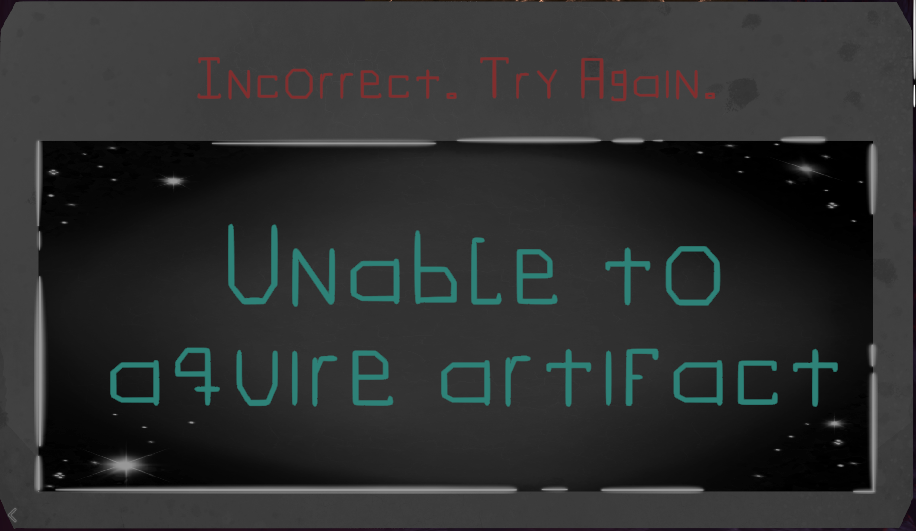 Incorrect. Try Again.
Unable to
aquire artifact